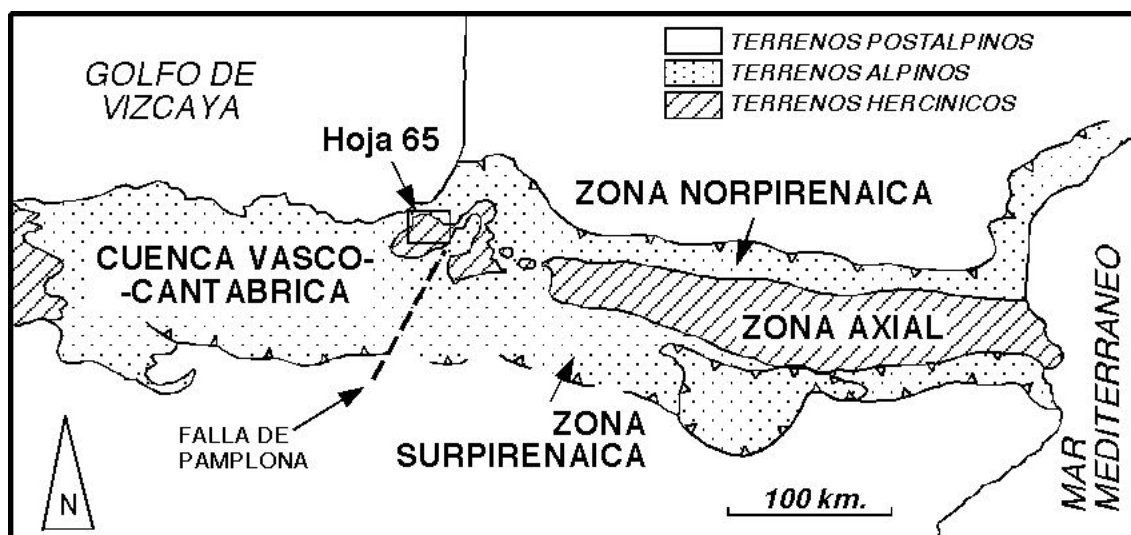 GOLFO DE
VIZCAYA
TERRENOS POSTALPINOS
TERRENOS ALPINOS
TERRENOS HERCINICOS
Hoja 65
ZONA NORPIRENAICA
CUENCA VASCO-
-CANTABRICA
ZONA AXIAL
FALLA DE
PAMPLONA
ZONA
SURPIRENAICA
MAR
MEDITERRANEO
100 km.
N